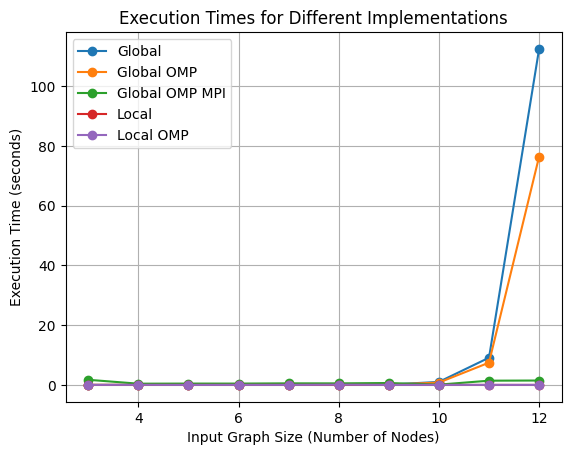 Execution Times for Different Implementations
Global
Global OMP
Global OMP MPI
Local
Local OMP
Execution Time (seconds)
100
80
60
40
20
0
4
6
8
10
12
Input Graph Size (Number of Nodes)